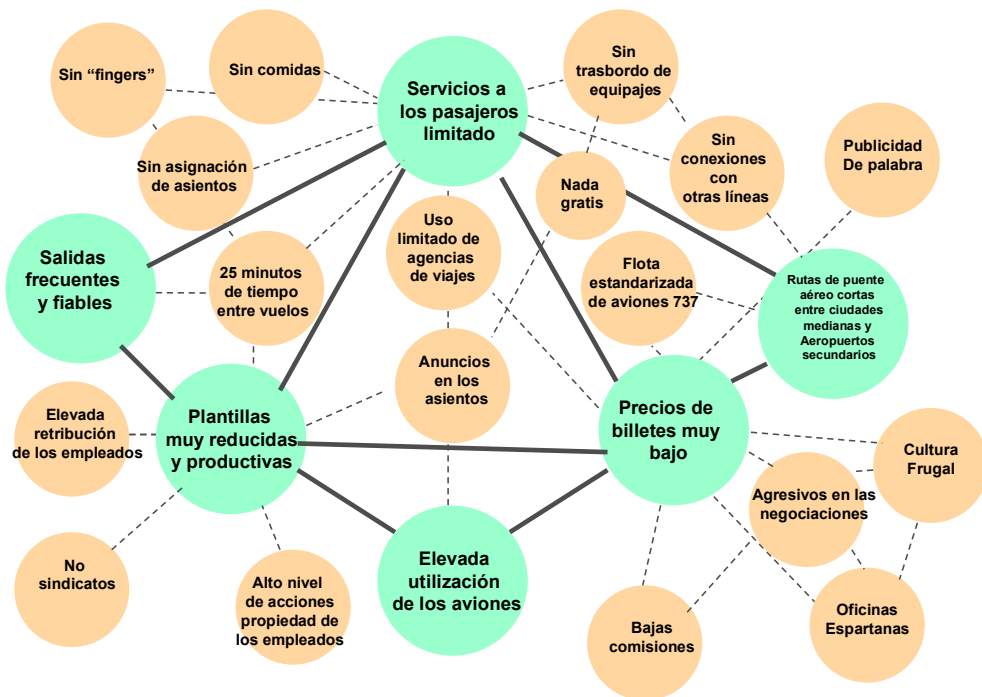 Sin “fingers”
Sin comidas
Servicios a
los pasajeros
limitado
Sin
trasbordo de
equipajes
Publicidad
De palabra
Sin asignación
de asientos
Sin
conexiones
con
otras líneas
Nada
gratis
Uso
limitado de
agencias
de viajes
Salidas
frecuentes
y fiables
25 minutos
de tiempo
entre vuelos
Flota
estandarizada
de aviones 737
Rutas de puente
aéreo cortas
entre ciudades
medianas y
Aeropuertos
secundarios
Anuncios
en los
asientos
Elevada
retribución
de los empleados
Plantillas
muy reducidas
y productivas
Precios de
billetes muy
bajo
Cultura
Frugal
Agresivos en las
negociaciones
No
sindicatos
Alto nivel
de acciones
propiedad de
los empleados
Elevada
utilización
de los aviones
Bajas
comisiones
Oficinas
Espartanas